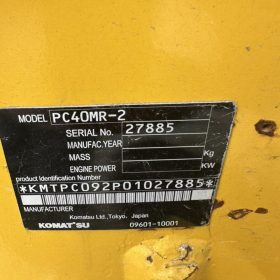 MODEL PC40MR-2
SERIAL NO. 27885
MANUFAC.YEAR
MASS Kg
ENGINE POWER KW
Product Identification Number
*KMTPC092P01027885*
MANUFACTURER
Komatsu Ltd.,Tokyo, Japan
KOMATSU 09601-10001